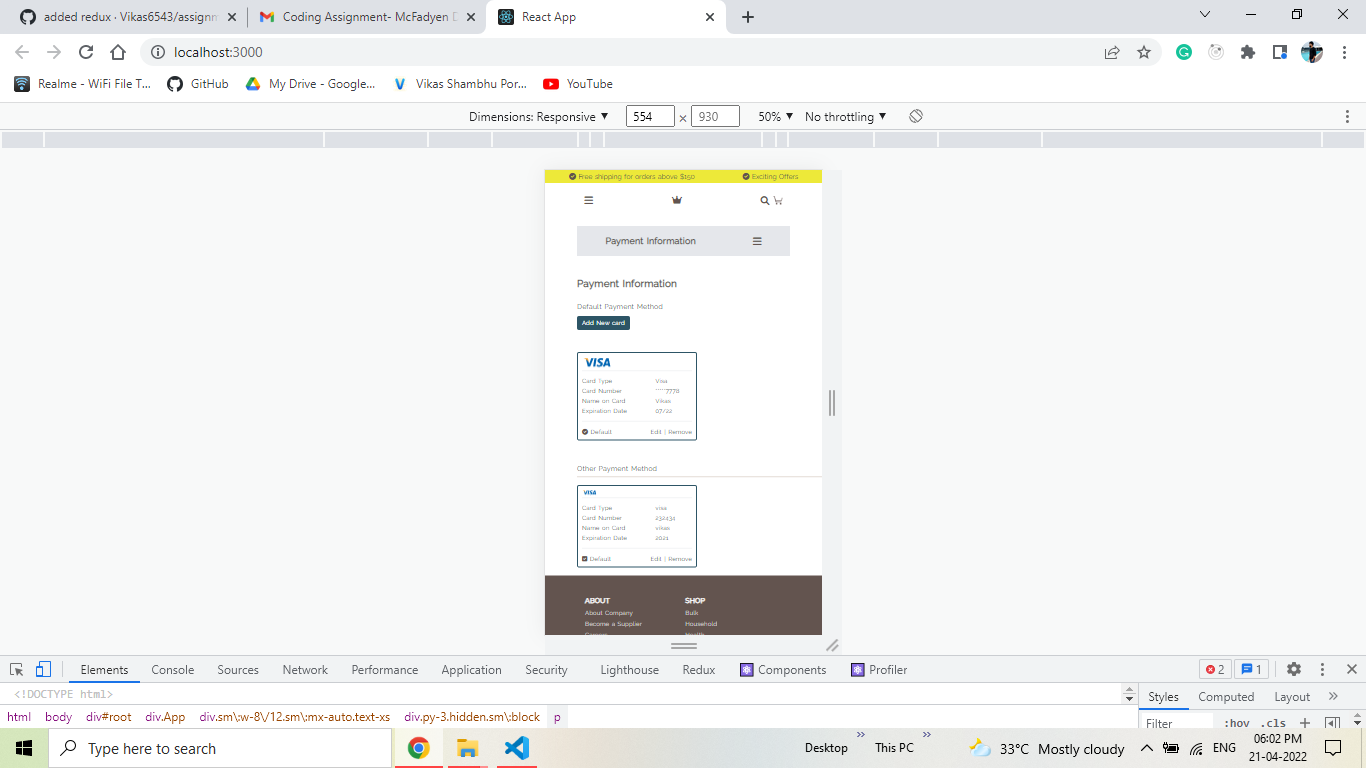 added redux · Vikas6543/assignm
Coding Assignment- McFadyen D
React App
localhost:3000
Realme - WiFi File T...
GitHub
My Drive - Google...
Vikas Shambhu Por...
YouTube
Dimensions: Responsive
554
×
930
50%
No throttling
Free shipping for orders above $150
Exciting Offers
Payment Information
Payment Information
Default Payment Method
Add New card
VISA
Card Type Visa
Card Number *****7778
Name on Card Vikas
Expiration Date 07/22
Default Edit | Remove
Other Payment Method
VISA
Card Type visa
Card Number 232434
Name on Card vikas
Expiration Date 2021
Default Edit | Remove
ABOUT SHOP
About Company Bulk
Become a Supplier Household
Careers Health
Elements Console Sources Network Performance Application Security Lighthouse Redux Components Profiler 2 1
<!DOCTYPE html>
Styles Computed Layout
html body div#root div.App div.sm\:w-8\/12.sm\:mx-auto.text-xs div.py-3.hidden.sm\:block p
Filter :hov .cls
Type here to search
Desktop
This PC
33°C Mostly cloudy
ENG
06:02 PM
21-04-2022